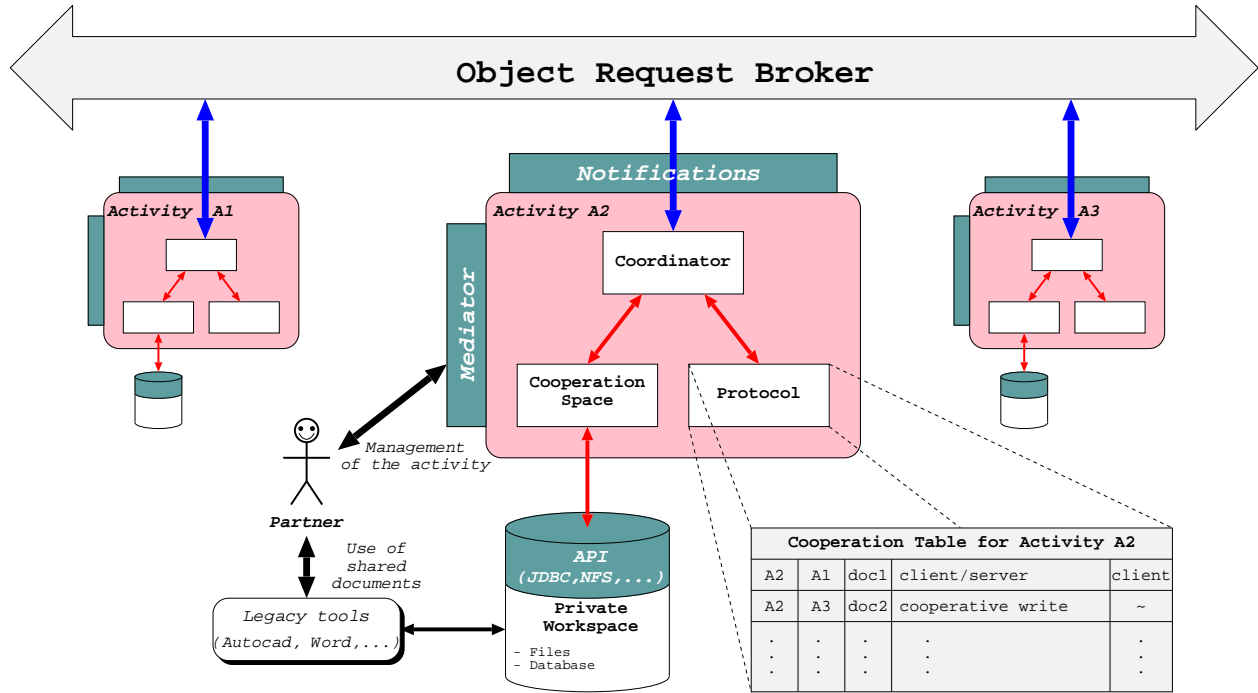 Object Request Broker
Notifications
Activity A1
Activity A2
Activity A3
Mediator
Coordinator
Cooperation
Space
Protocol
Management
of the activity
Partner
Use of
shared
documents
Legacy tools
(Autocad, Word,...)
API
(JDBC,NFS,...)
Private
Workspace
- Files
- Database
Cooperation Table for Activity A2
A2 A1 doc1 client/server client
A2 A3 doc2 cooperative write ~
. . . . .
. . . . .
. . . . .